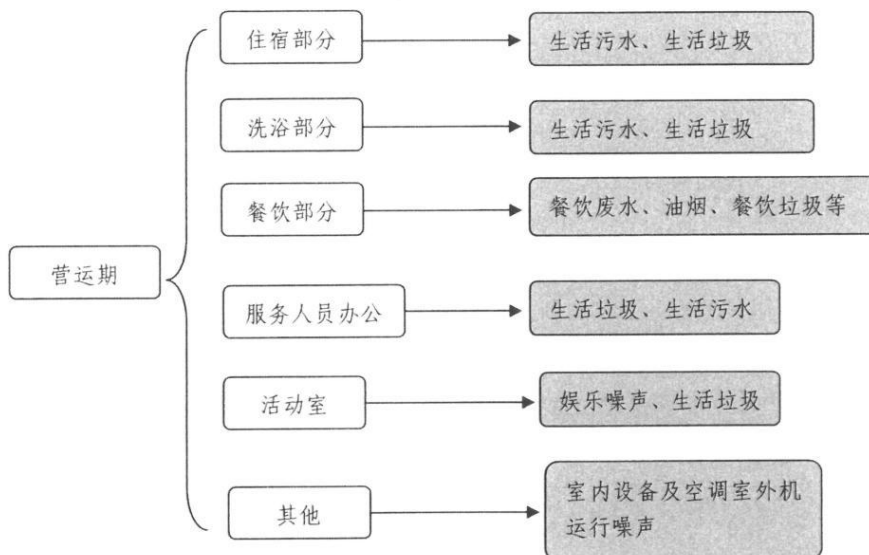 住宿部分
生活污水、生活垃圾
洗浴部分
生活污水、生活垃圾
餐饮部分
餐饮废水、油烟、餐饮垃圾等
营运期
服务人员办公
生活垃圾、生活污水
活动室
娱乐噪声、生活垃圾
其他
室内设备及空调室外机
运行噪声